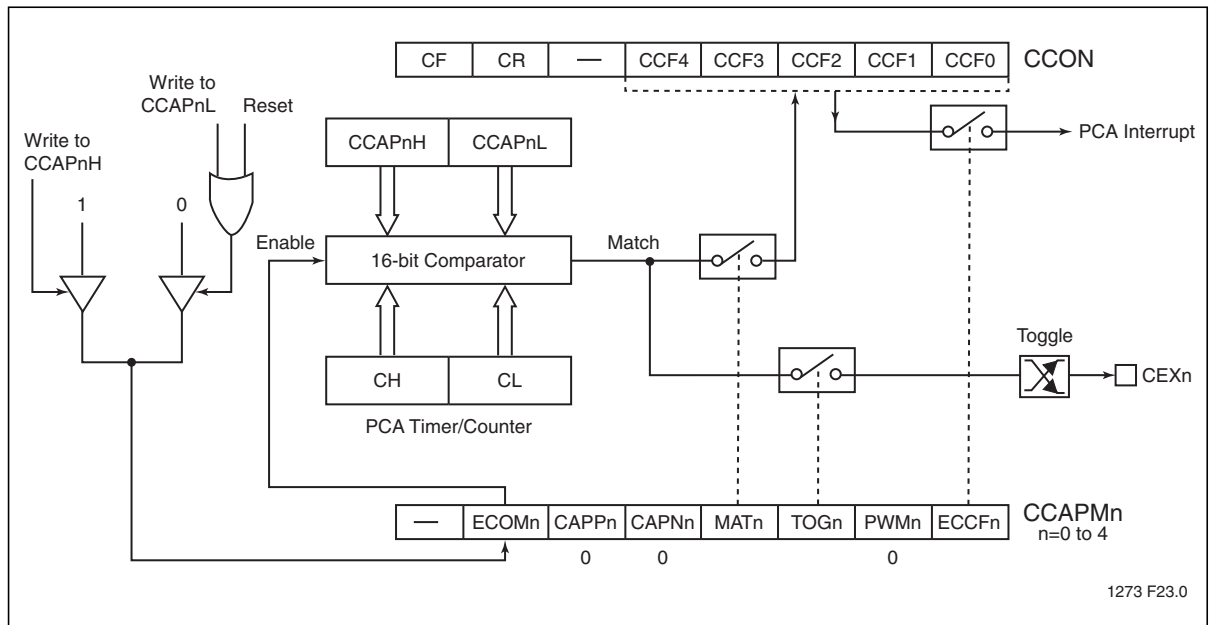 CF CR — CCF4 CCF3 CCF2 CCF1 CCF0 CCON
Write to
CCAPnL
Reset
Write to
CCAPnH
CCAPnH CCAPnL
PCA Interrupt
1
0
Enable
16-bit Comparator
Match
Toggle
CH CL
CEXn
PCA Timer/Counter
— ECOMn CAPPn CAPNn MATn TOGn PWMn ECCFn CCAPMn
n=0 to 4
0 0 0
1273 F23.0